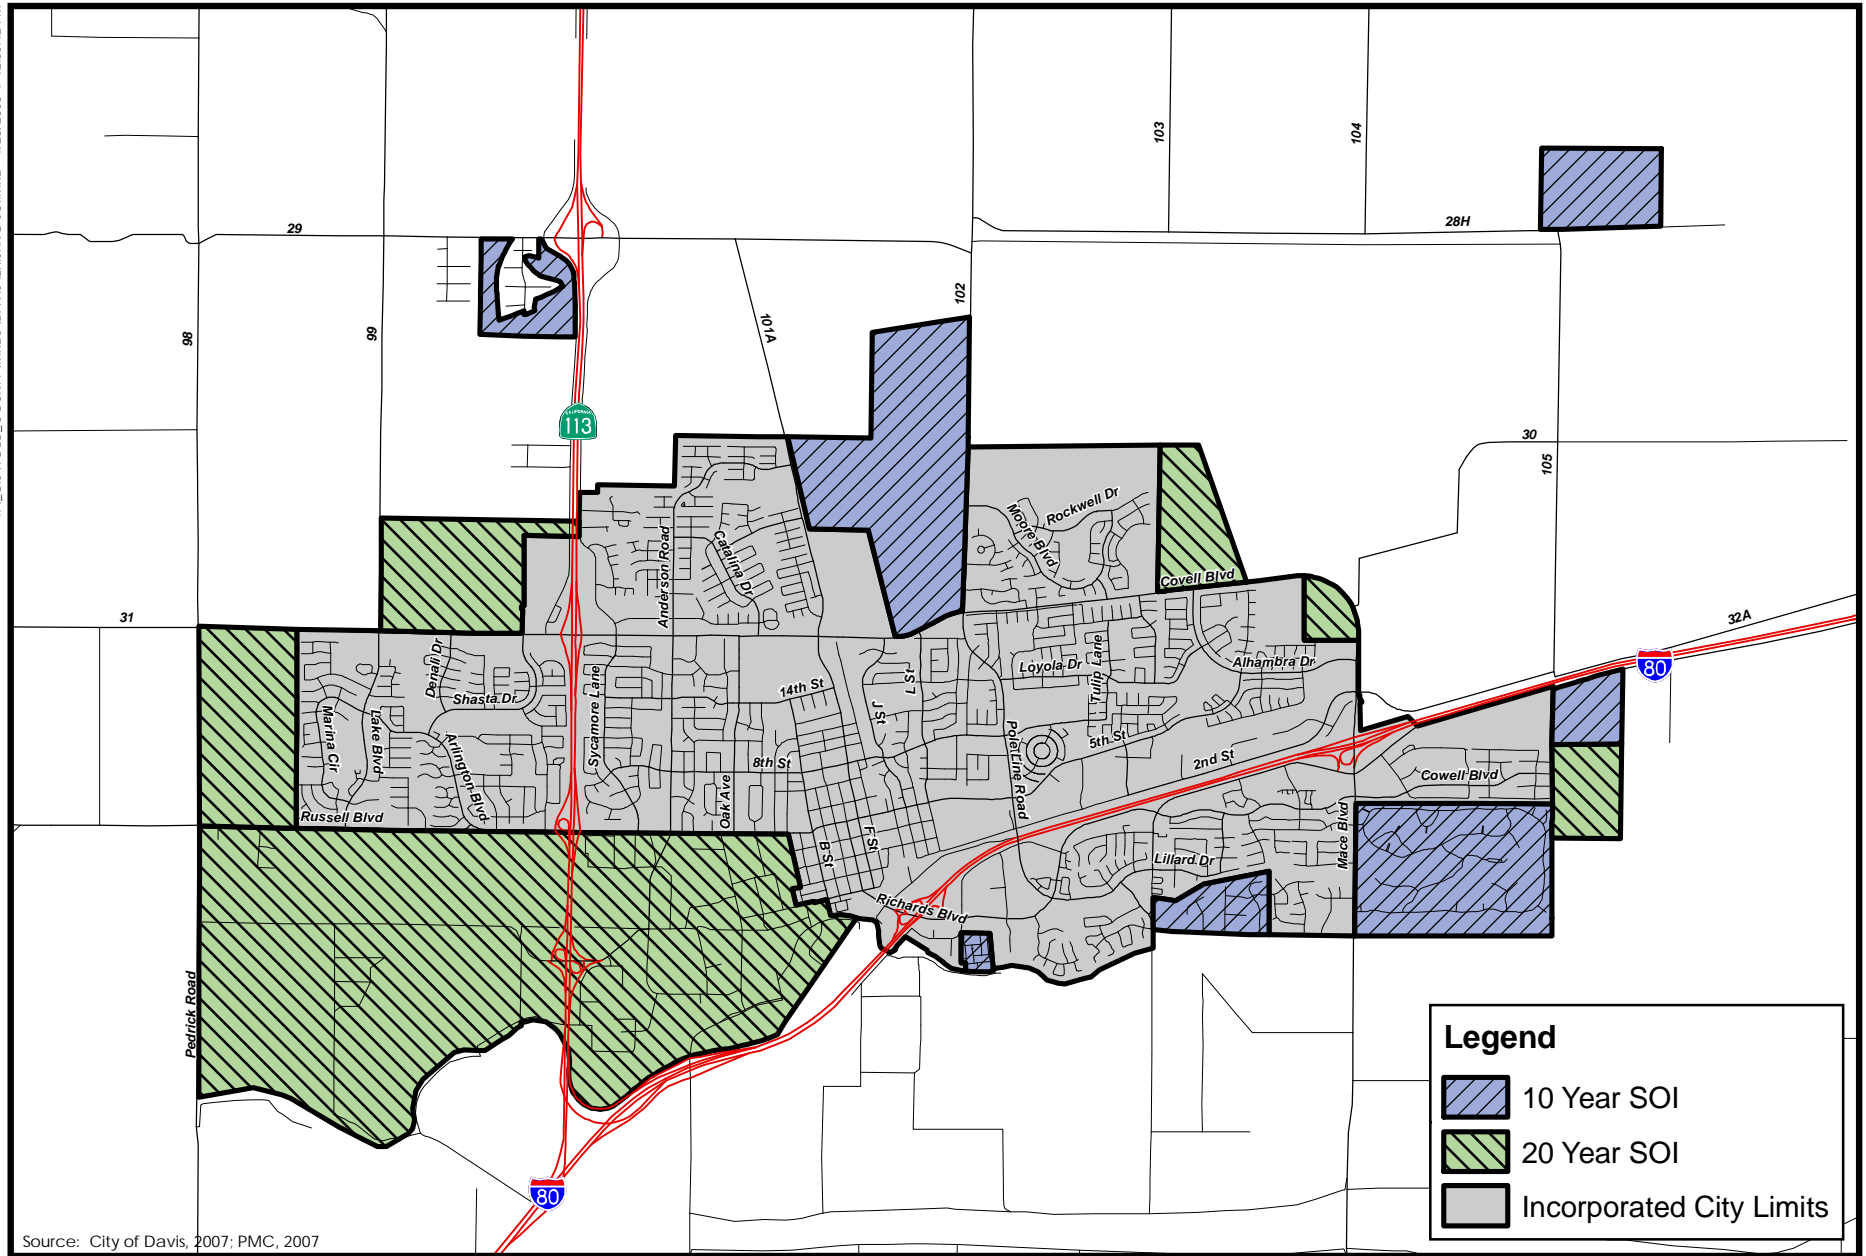 103
104
29
28H
98
99
101A
102
CALIFORNIA
113
30
105
Anderson Road
Catalina Dr
Moore Blvd
Rockwell Dr
Covell Blvd
31
32A
80
Denali Dr
Shasta Dr
Marina Cir
Lake Blvd
Arlington Blvd
Sycamore Lane
14th St
L St
J St
Loyola Dr
Tulip Lane
Alhambra Dr
Pole Line Road
5th St
2nd St
8th St
Oak Ave
Cowell Blvd
Russell Blvd
B St
F St
Mace Blvd
Lillard Dr
Richards Blvd
Pedrick Road
80
Legend
10 Year SOI
20 Year SOI
Incorporated City Limits
Source: City of Davis, 2007; PMC, 2007